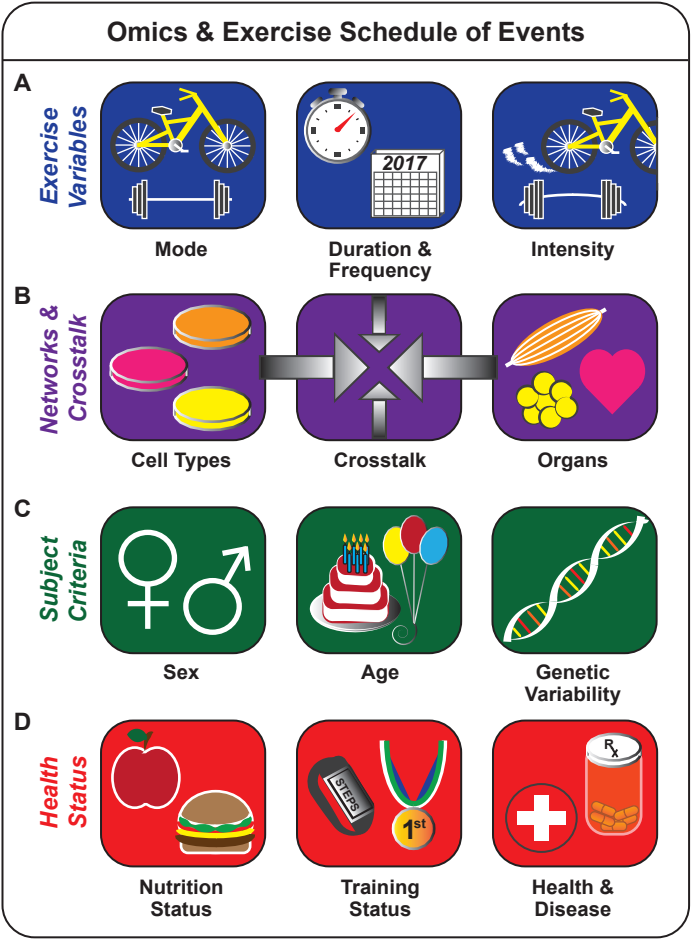 Omics & Exercise Schedule of Events
A
Exercise
Variables
2017
Mode
Duration &
Frequency
Intensity
B
Networks &
Crosstalk
Cell Types
Crosstalk
Organs
C
Subject
Criteria
Sex
Age
Genetic
Variability
D
Health
Status
STEPS
1st
Rx
Nutrition
Status
Training
Status
Health &
Disease